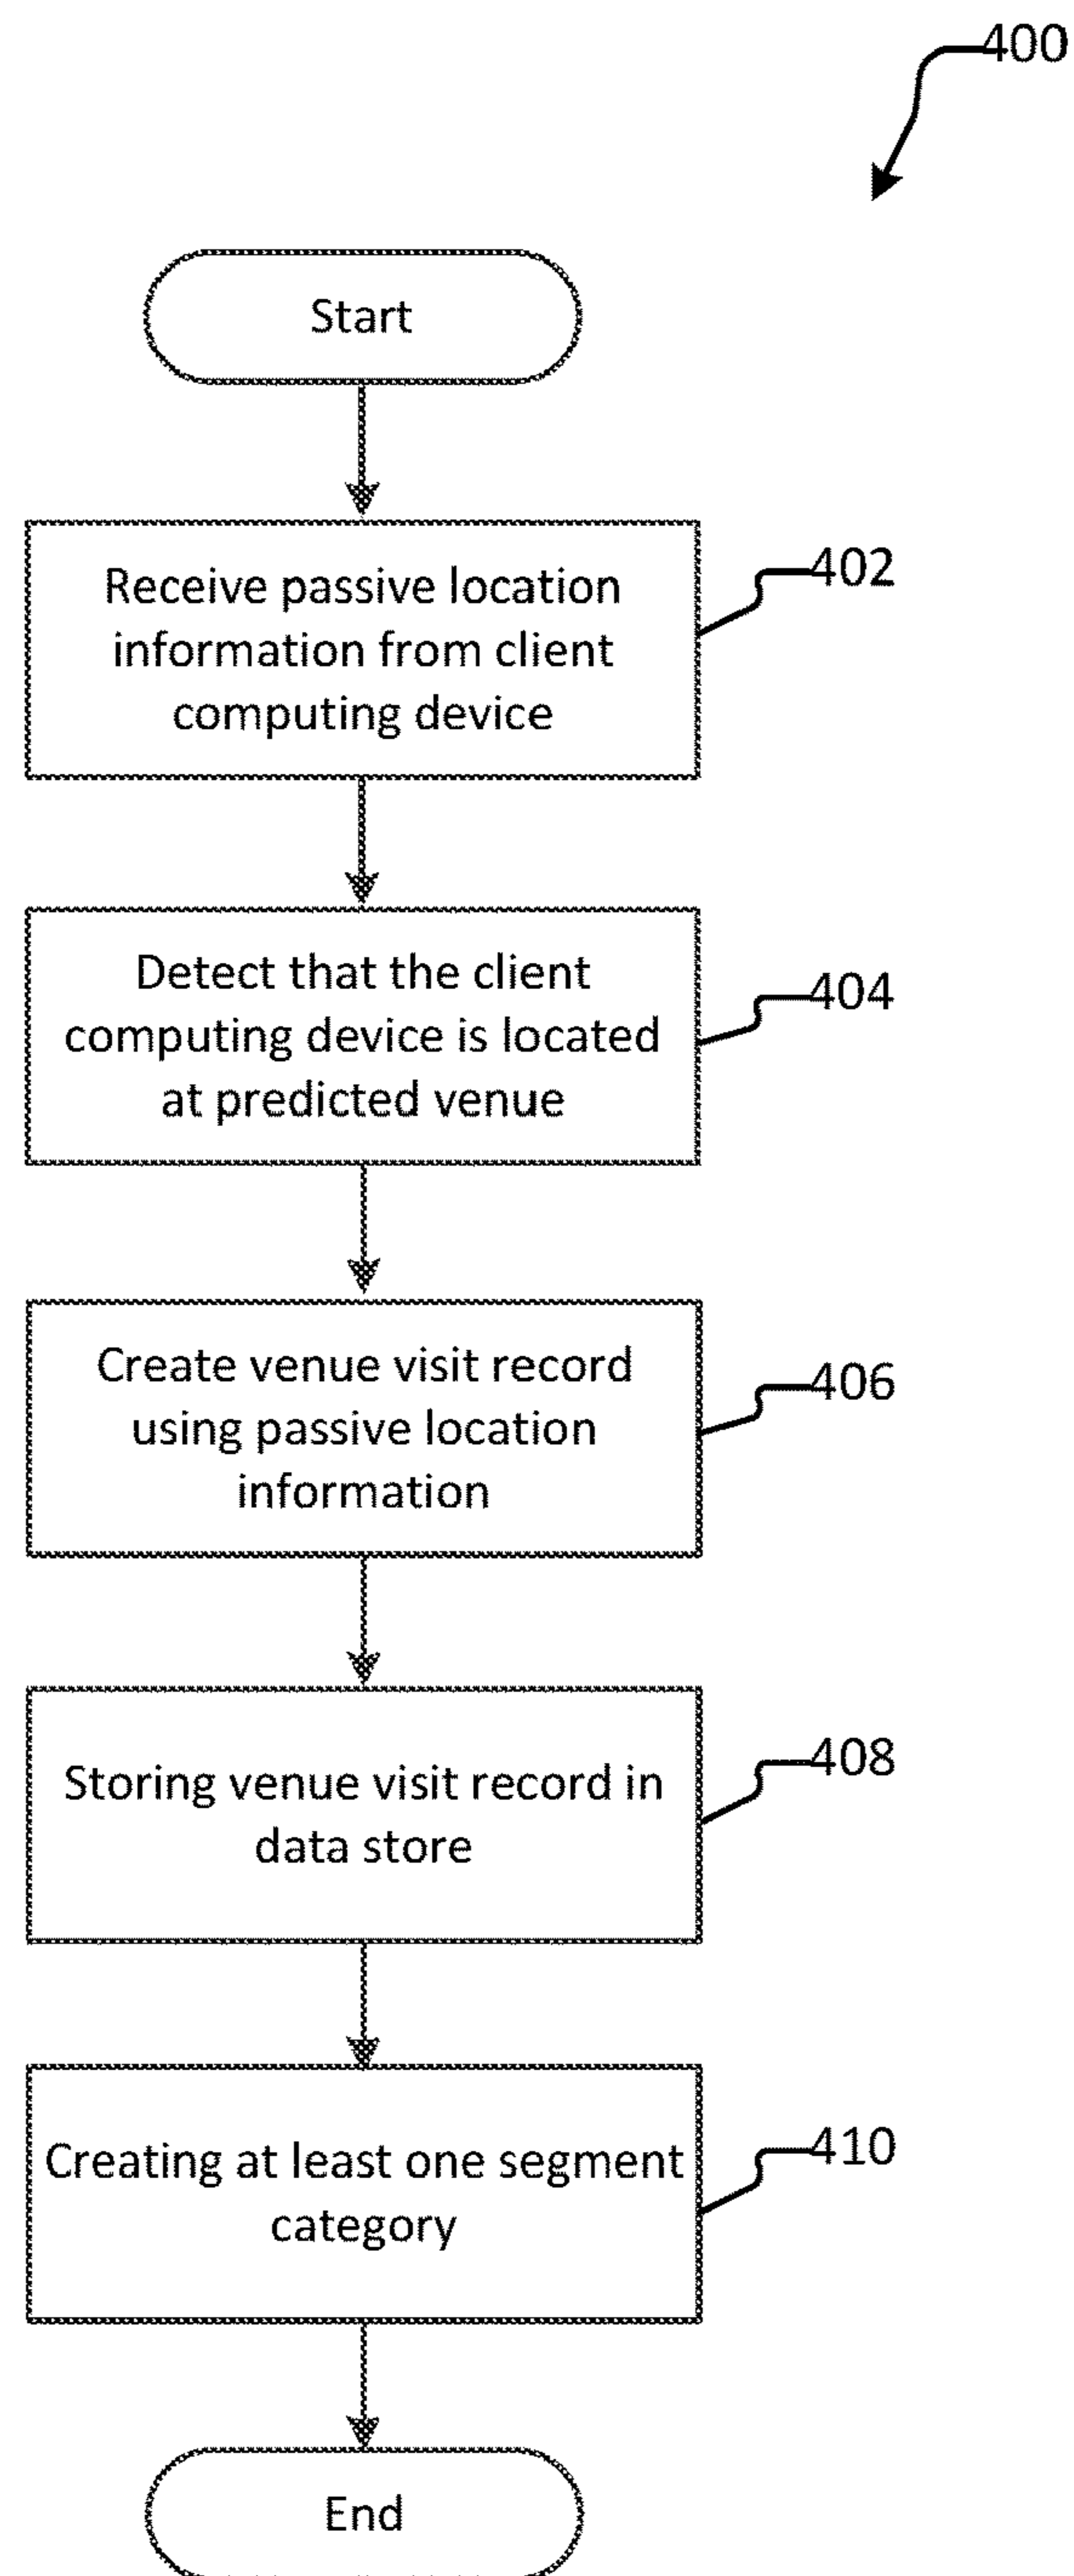 400
Start
Receive passive location
information from client
computing device
402
Detect that the client
computing device is located
at predicted venue
404
Create venue visit record
using passive location
information
406
Storing venue visit record in
data store
408
Creating at least one segment
category
410
End